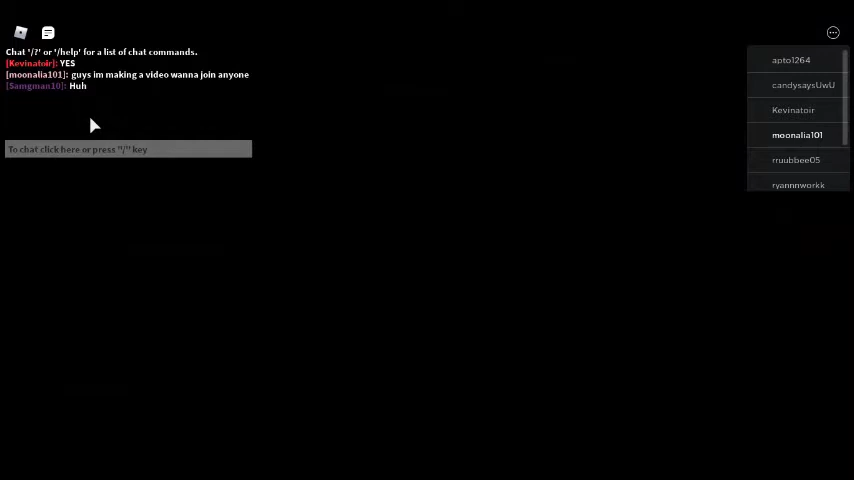 Chat '/?' or '/help' for a list of chat commands.
[Kevinatoir]: YES
[moonalia101]: guys im making a video wanna join anyone
[Samgman10]: Huh
To chat click here or press "/" key
apto1264
candysaysUwU
Kevinatoir
moonalia101
rruubbee05
ryannnworkk